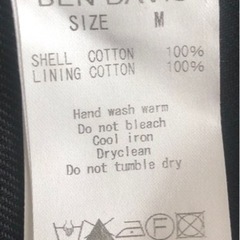 SIZE M
SHELL COTTON 100%
LINING COTTON 100%
Hand wash warm
Do not bleach
Cool iron
Dryclean
Do not tumble dry